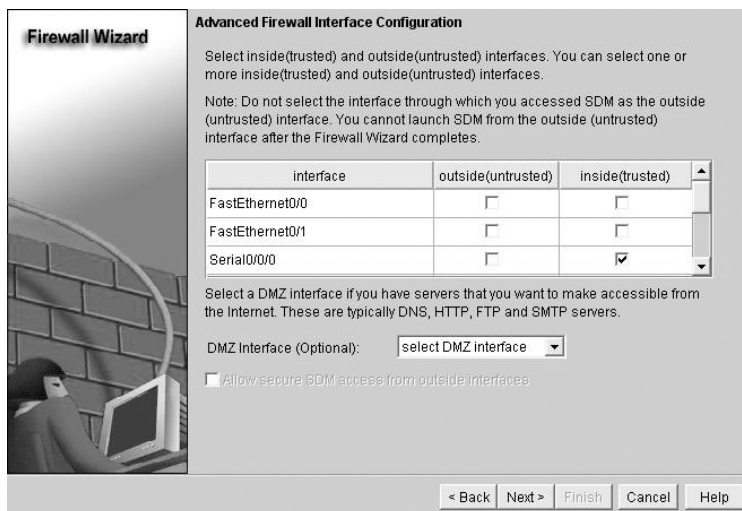 Firewall Wizard
Advanced Firewall Interface Configuration
Select inside(trusted) and outside(untrusted) interfaces. You can select one or
more inside(trusted) and outside(untrusted) interfaces.
Note: Do not select the interface through which you accessed SDM as the outside
(untrusted) interface. You cannot launch SDM from the outside (untrusted)
interface after the Firewall Wizard completes.
interface outside(untrusted) inside(trusted)
FastEthernet0/0
FastEthernet0/1
Serial0/0/0
Select a DMZ interface if you have servers that you want to make accessible from
the Internet. These are typically DNS, HTTP, FTP and SMTP servers.
DMZ Interface (Optional): select DMZ interface
Allow secure SDM access from outside interfaces
< Back Next > Finish Cancel Help